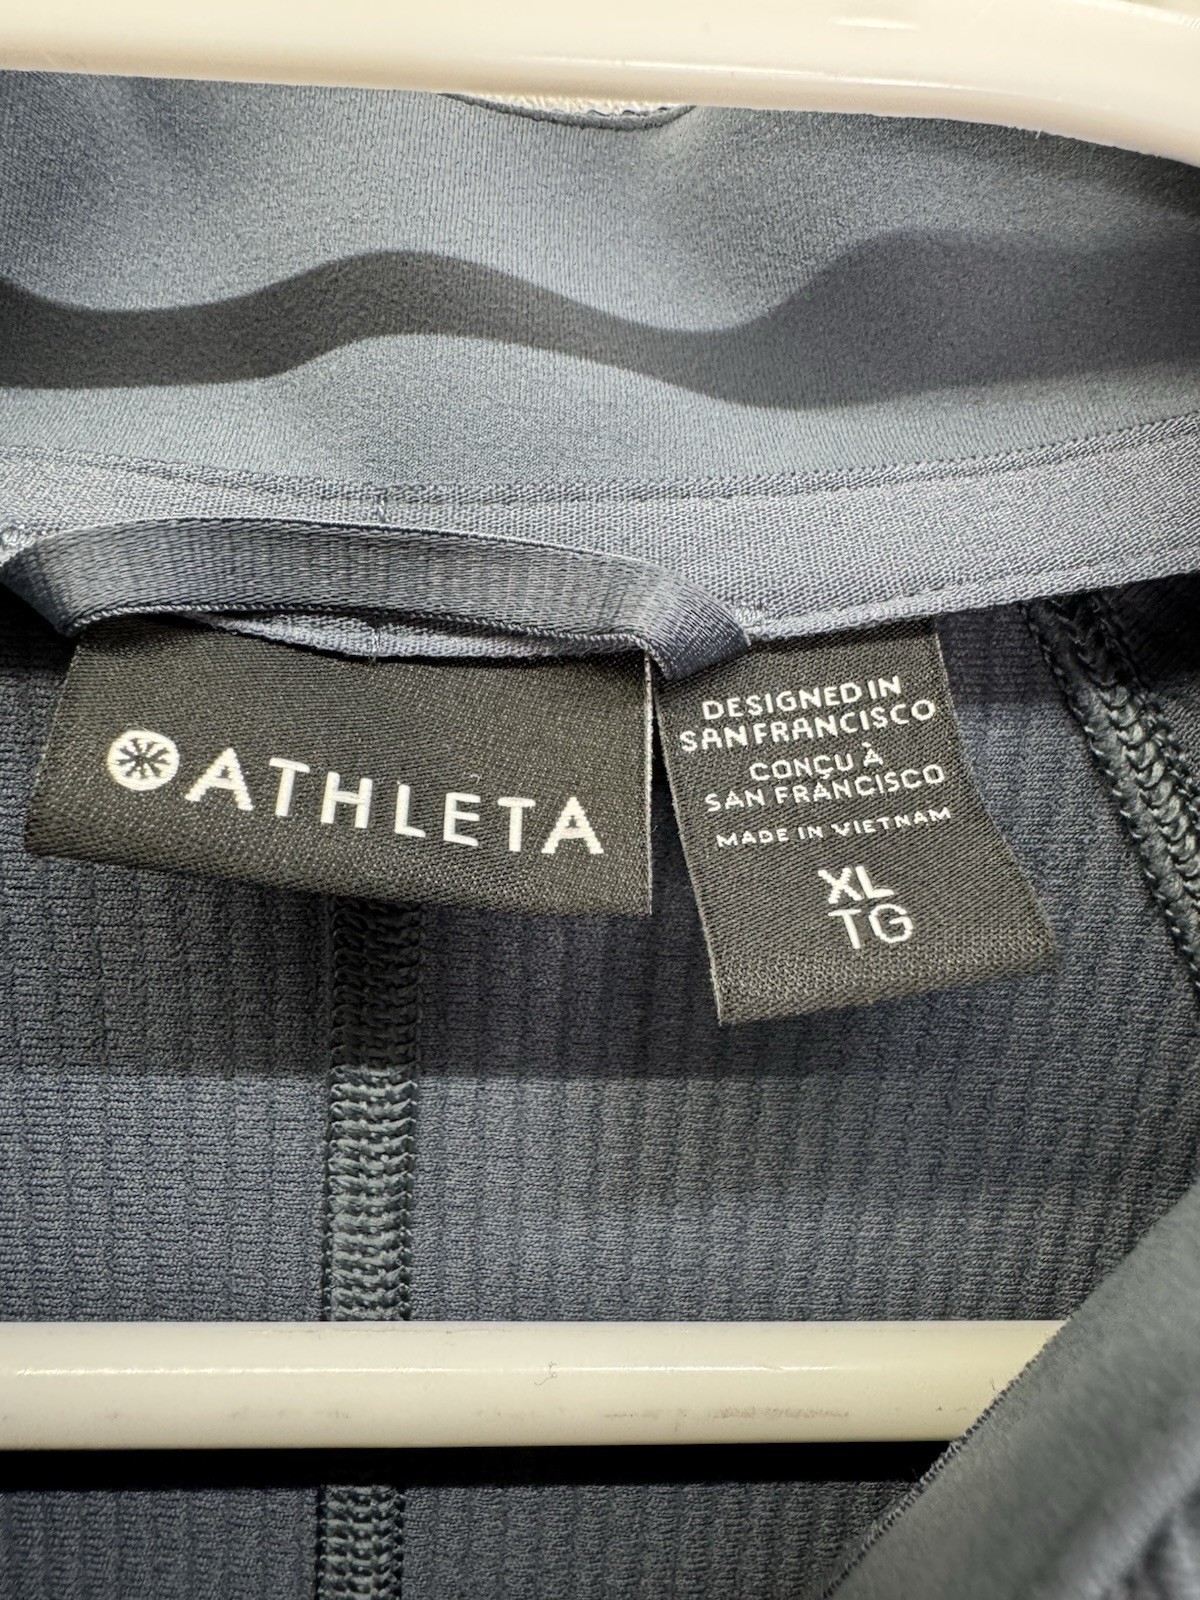 ATHLETA
DESIGNED IN
SAN FRANCISCO
CONÇU À
SAN FRANCISCO
MADE IN VIETNAM
XL
TG